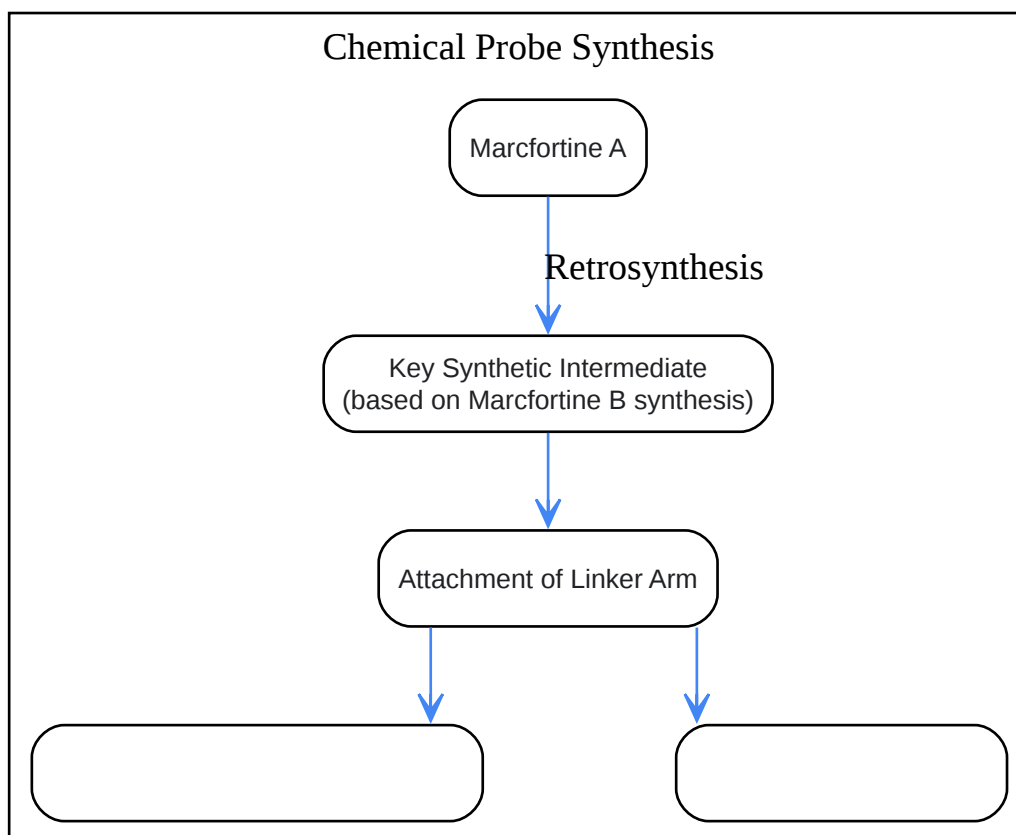 Chemical Probe Synthesis
Marcfortine A
Retrosynthesis
Key Synthetic Intermediate
(based on Marcfortine B synthesis)
Attachment of Linker Arm